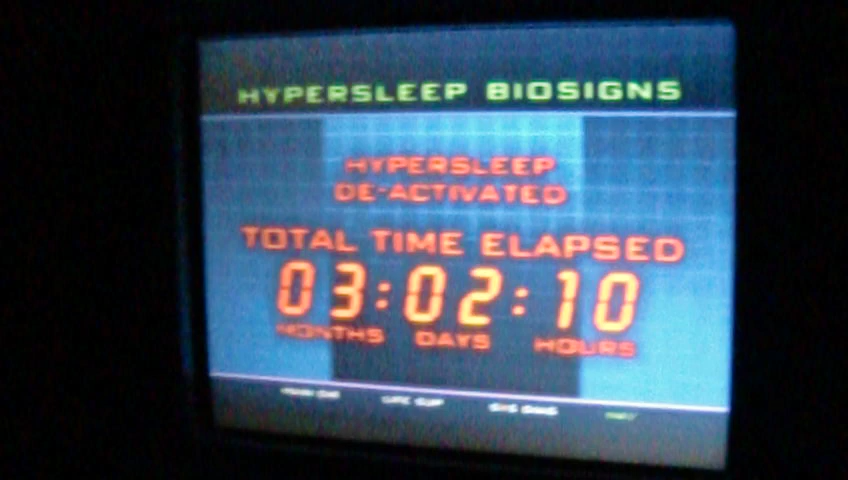 HYPERSLEEP BIOSIGNS
HYPERSLEEP
DE-ACTIVATED
TOTAL TIME ELAPSED
03:02:10
MONTHS DAYS HOURS